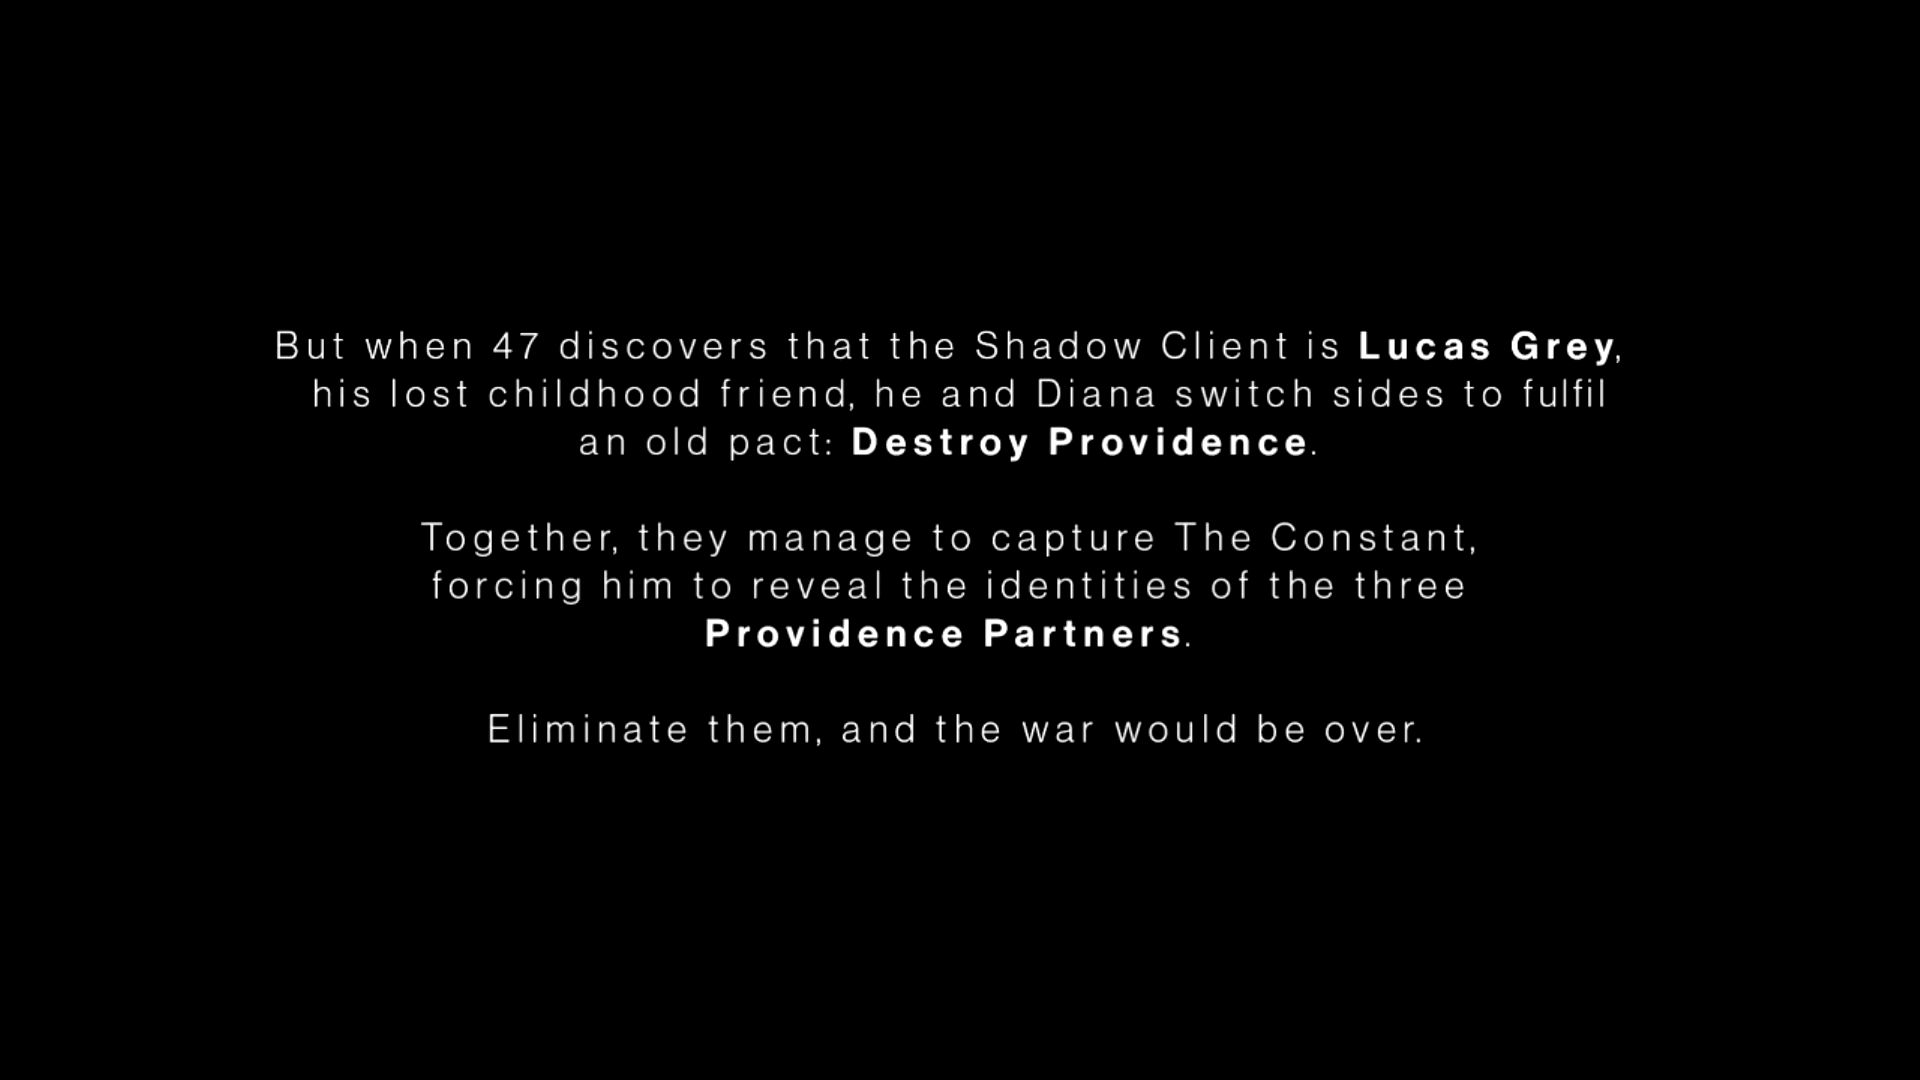 But when 47 discovers that the Shadow Client is Lucas Grey,
his lost childhood friend, he and Diana switch sides to fulfil
an old pact: Destroy Providence.
Together, they manage to capture The Constant,
forcing him to reveal the identities of the three
Providence Partners.
Eliminate them, and the war would be over.